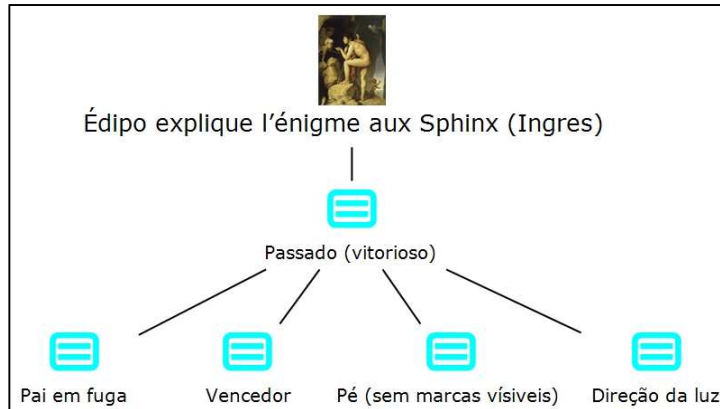 Édipo explique l’énigme aux Sphinx (Ingres)
Passado (vitorioso)
Pai em fuga
Vencedor
Pé (sem marcas vísiveis)
Direção da luz